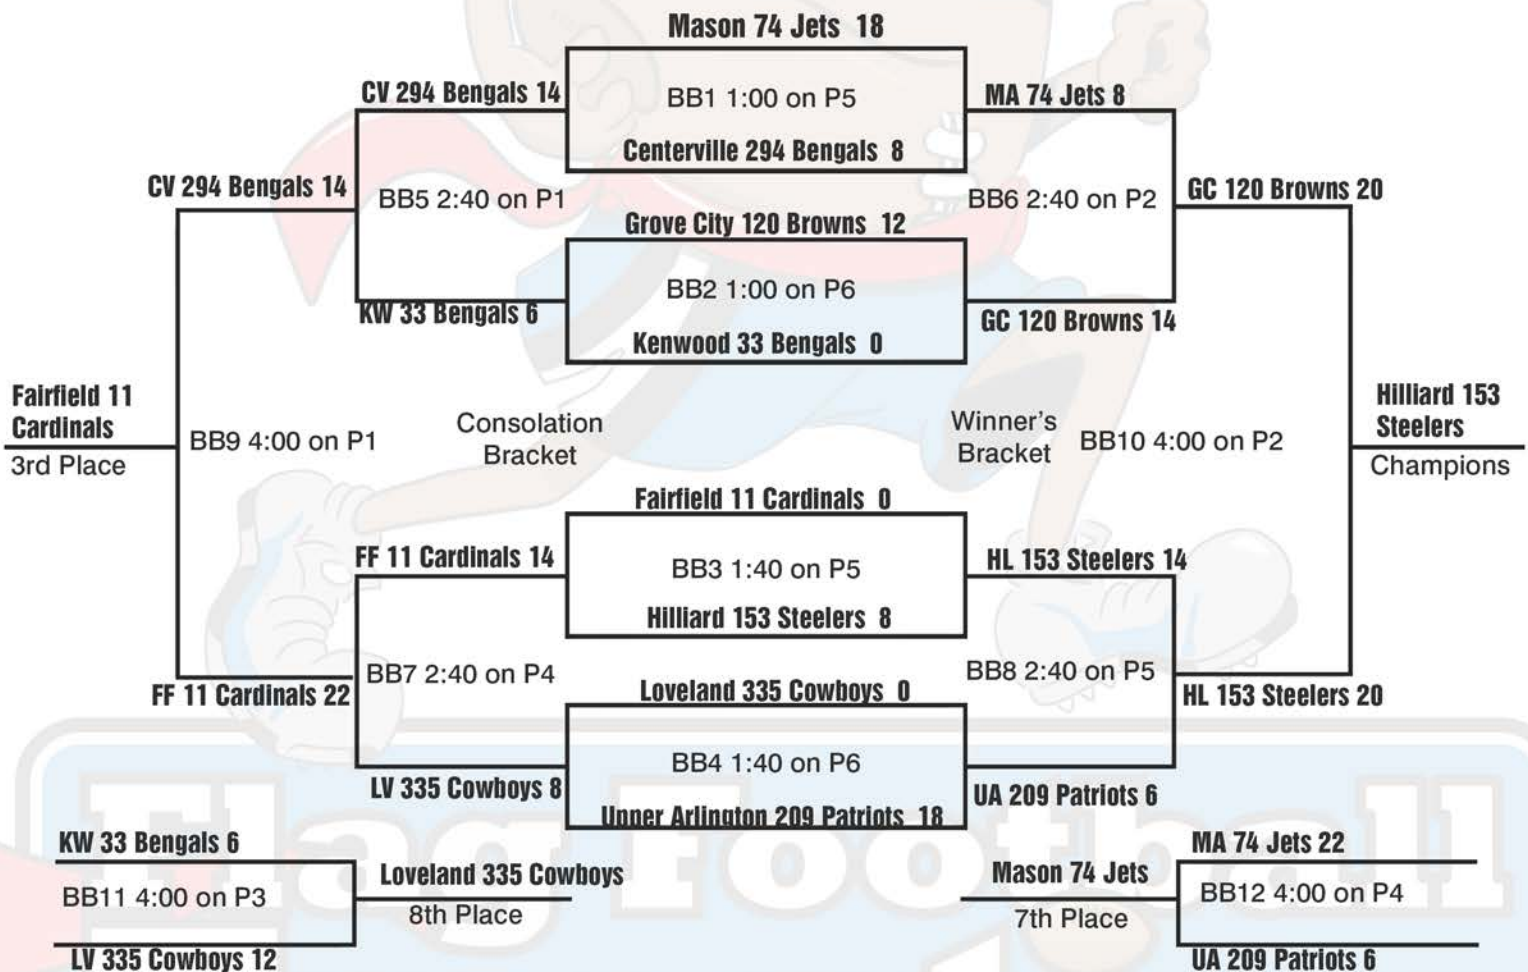 Mason 74 Jets 18
CV 294 Bengals 14
BB1 1:00 on P5
MA 74 Jets 8
Centerville 294 Bengals 8
CV 294 Bengals 14
BB5 2:40 on P1
BB6 2:40 on P2
GC 120 Browns 20
Grove City 120 Browns 12
BB2 1:00 on P6
KW 33 Bengals 6
GC 120 Browns 14
Kenwood 33 Bengals 0
Fairfield 11
Cardinals
3rd Place
BB9 4:00 on P1
Consolation
Bracket
Winner's
Bracket
BB10 4:00 on P2
Hilliard 153
Steelers
Champions
Fairfield 11 Cardinals 0
FF 11 Cardinals 14
BB3 1:40 on P5
HL 153 Steelers 14
Hilliard 153 Steelers 8
BB7 2:40 on P4
BB8 2:40 on P5
FF 11 Cardinals 22
Loveland 335 Cowboys 0
HL 153 Steelers 20
BB4 1:40 on P6
LV 335 Cowboys 8
UA 209 Patriots 6
Upper Arlington 209 Patriots 18
KW 33 Bengals 6
BB11 4:00 on P3
LV 335 Cowboys 12
Loveland 335 Cowboys
8th Place
Mason 74 Jets
7th Place
MA 74 Jets 22
BB12 4:00 on P4
UA 209 Patriots 6
Flag Football